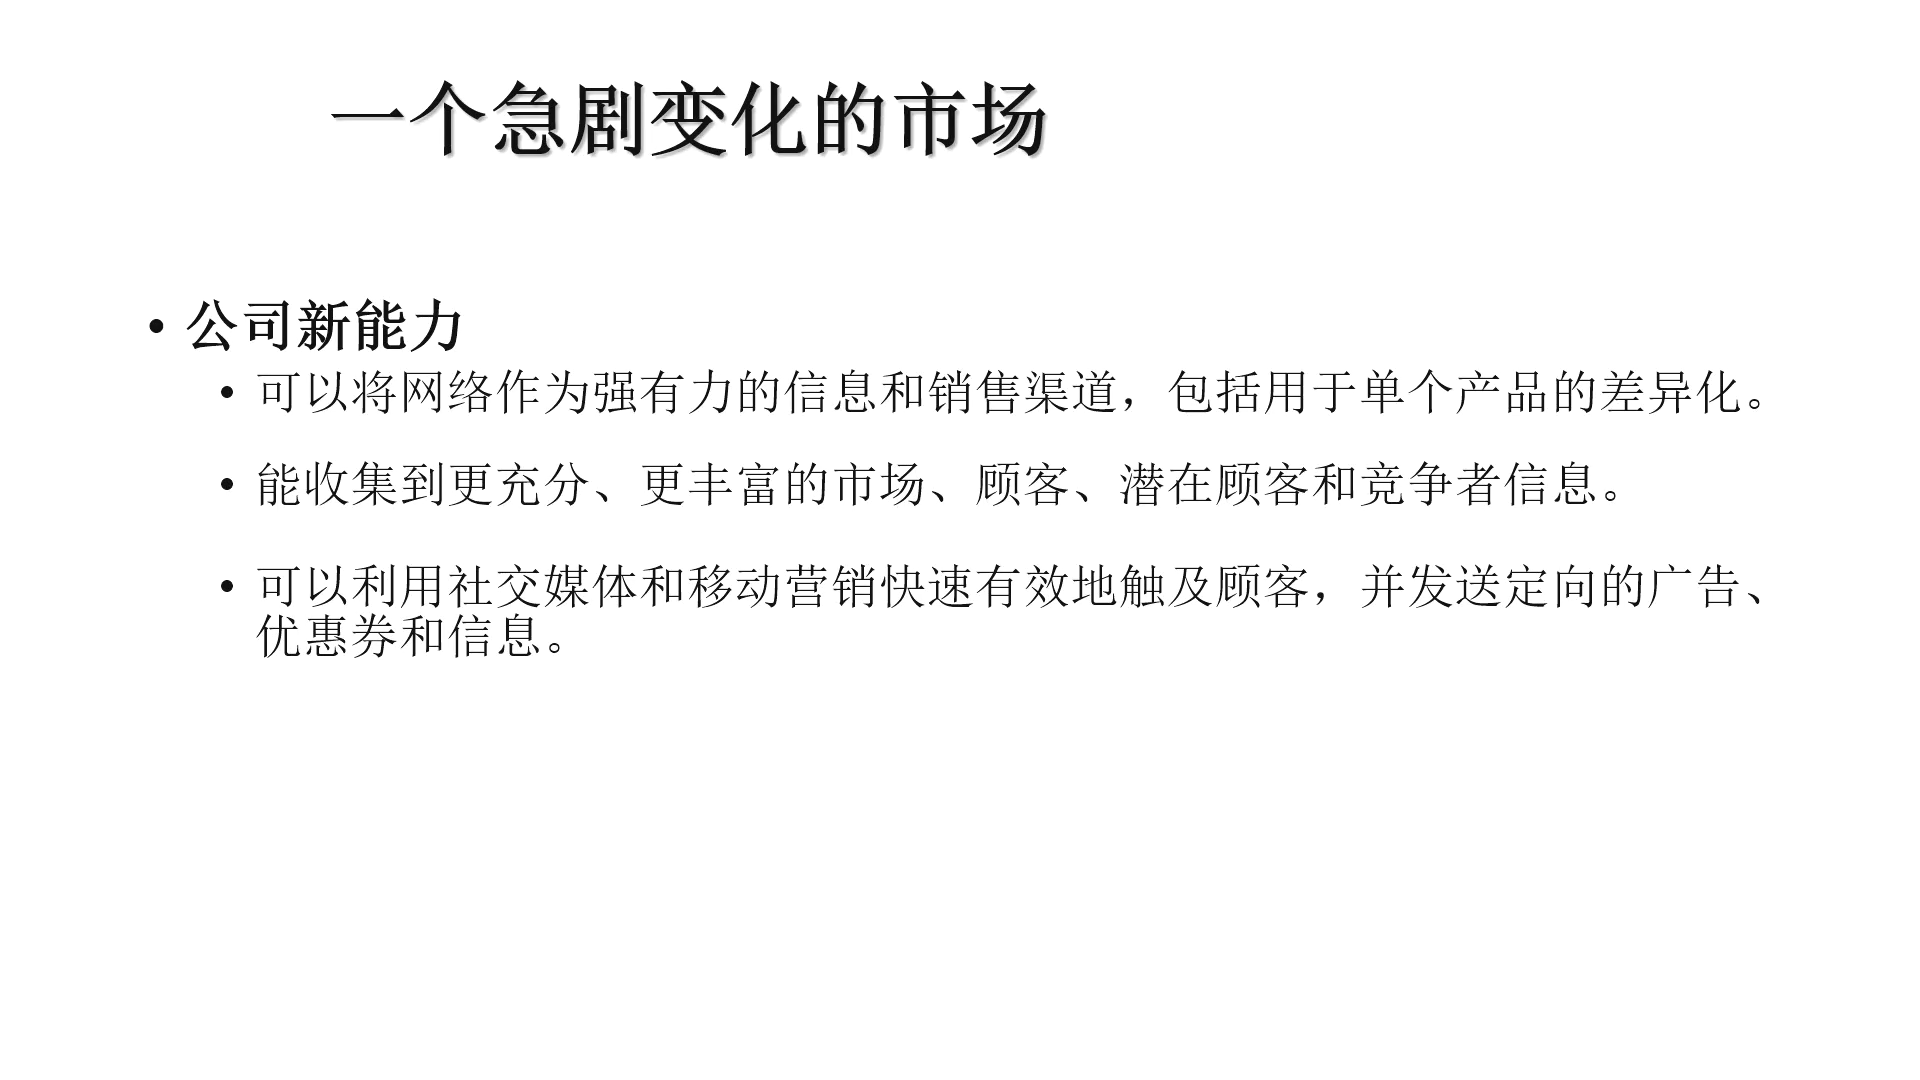 一个急剧变化的市场
• 公司新能力
• 可以将网络作为强有力的信息和销售渠道，包括用于单个产品的差异化。
• 能收集到更充分、更丰富的市场、顾客、潜在顾客和竞争者信息。
• 可以利用社交媒体和移动营销快速有效地触及顾客，并发送定向的广告、
优惠券和信息。